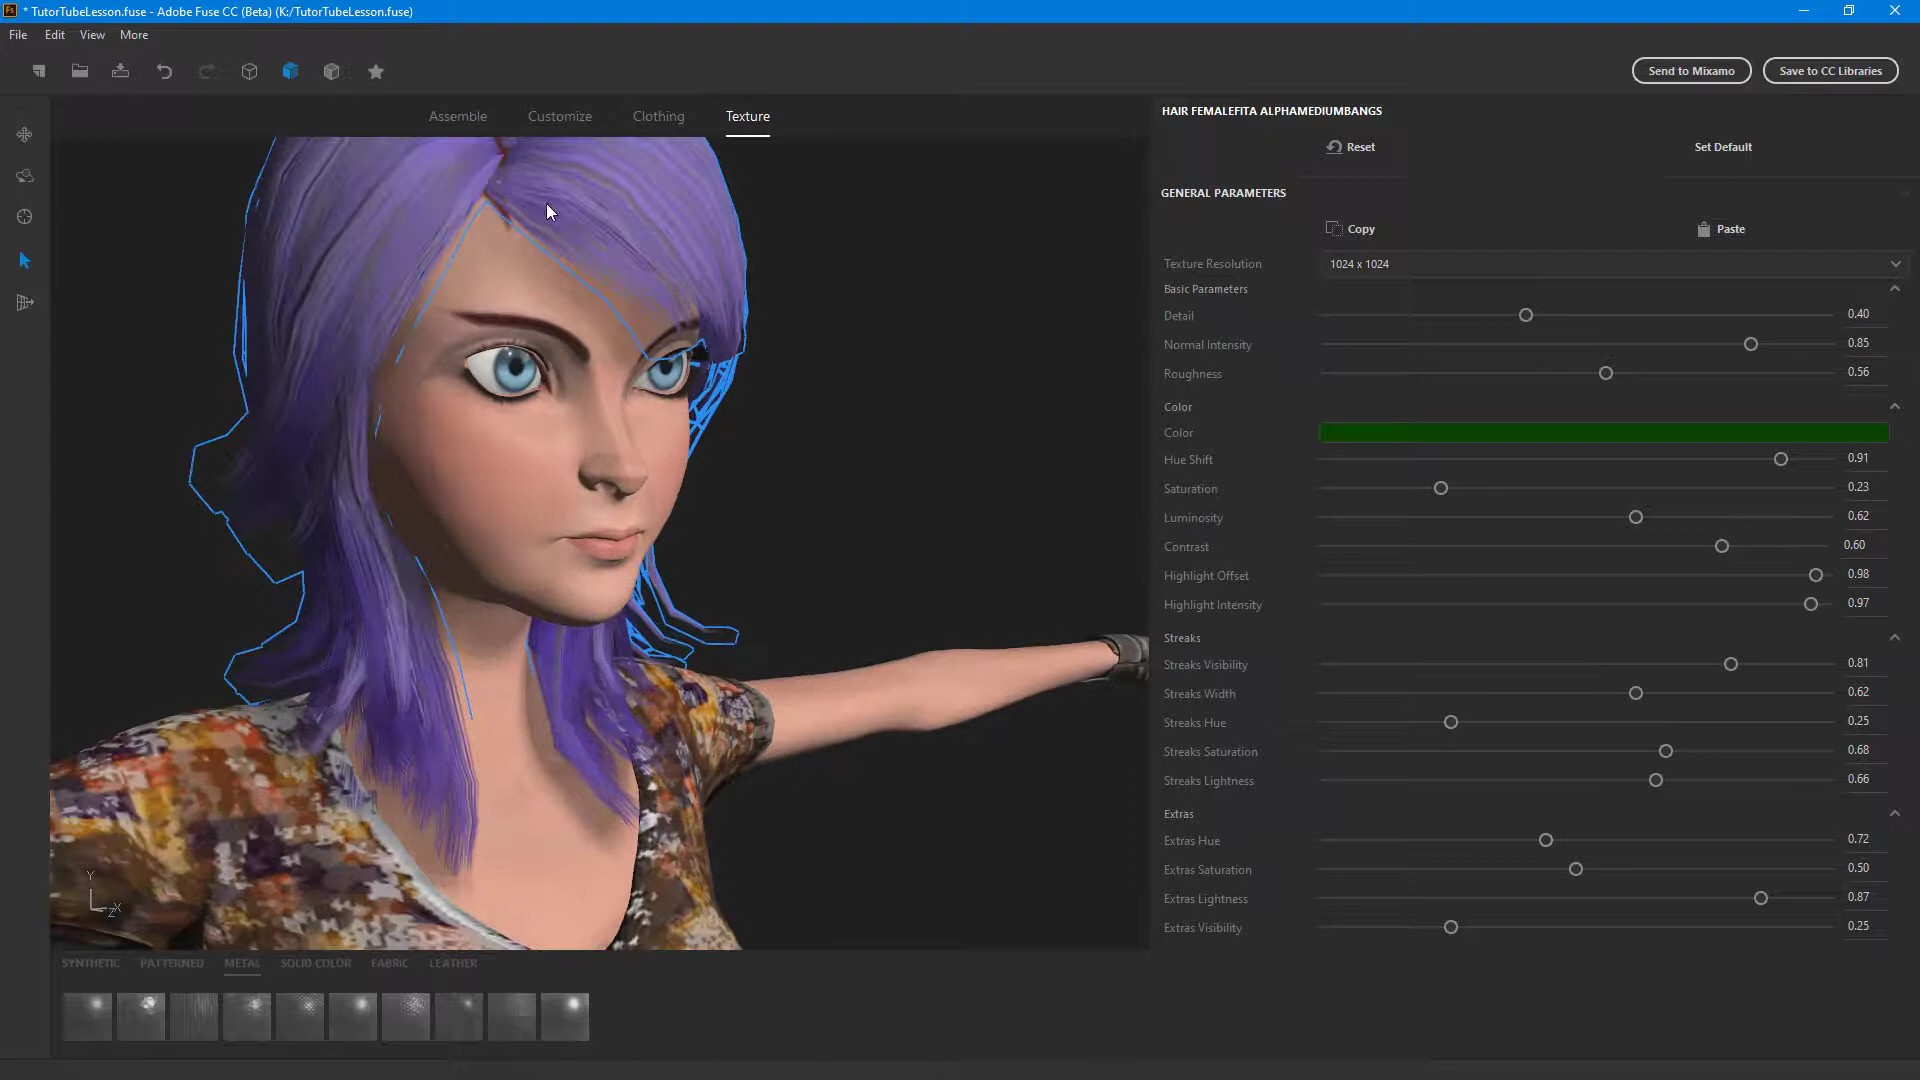 Fs * TutorTubeLesson.fuse - Adobe Fuse CC (Beta) (K:/TutorTubeLesson.fuse)
File Edit View More
Send to Mixamo Save to CC Libraries
Assemble Customize Clothing Texture
HAIR FEMALEFITA ALPHAMEDIUMBANGS
Reset Set Default
GENERAL PARAMETERS
Copy Paste
Texture Resolution 1024 x 1024
Basic Parameters
Detail 0.40
Normal Intensity 0.85
Roughness 0.56
Color
Color
Hue Shift 0.91
Saturation 0.23
Luminosity 0.62
Contrast 0.60
Highlight Offset 0.98
Highlight Intensity 0.97
Streaks
Streaks Visibility 0.81
Streaks Width 0.62
Streaks Hue 0.25
Streaks Saturation 0.68
Streaks Lightness 0.66
Extras
Extras Hue 0.72
Extras Saturation 0.50
Extras Lightness 0.87
Extras Visibility 0.25
Y
Z X
SYNTHETIC PATTERNED METAL SOLID COLOR FABRIC LEATHER